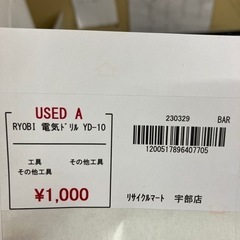 USED A
RYOBI 電気ﾄﾞﾘﾙ YD-10
工具 その他工具
その他工具
¥1,000
230329 BAR
1200517896407705
ﾘｻｲｸﾙﾏｰﾄ 宇部店